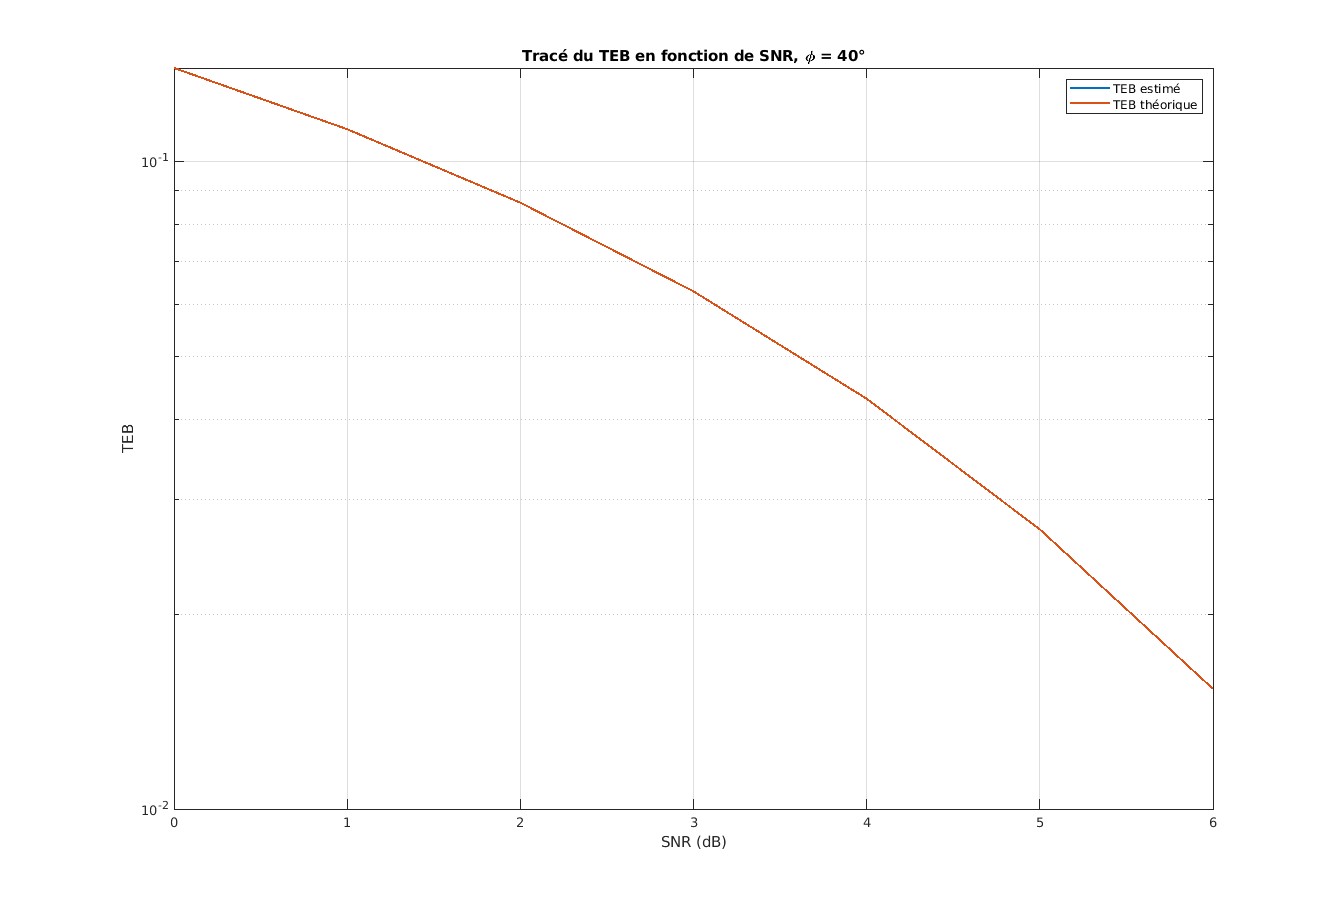 Tracé du TEB en fonction de SNR, ϕ = 40°
TEB estimé
TEB théorique
10-1
TEB
10-2
0 1 2 3 4 5 6
SNR (dB)